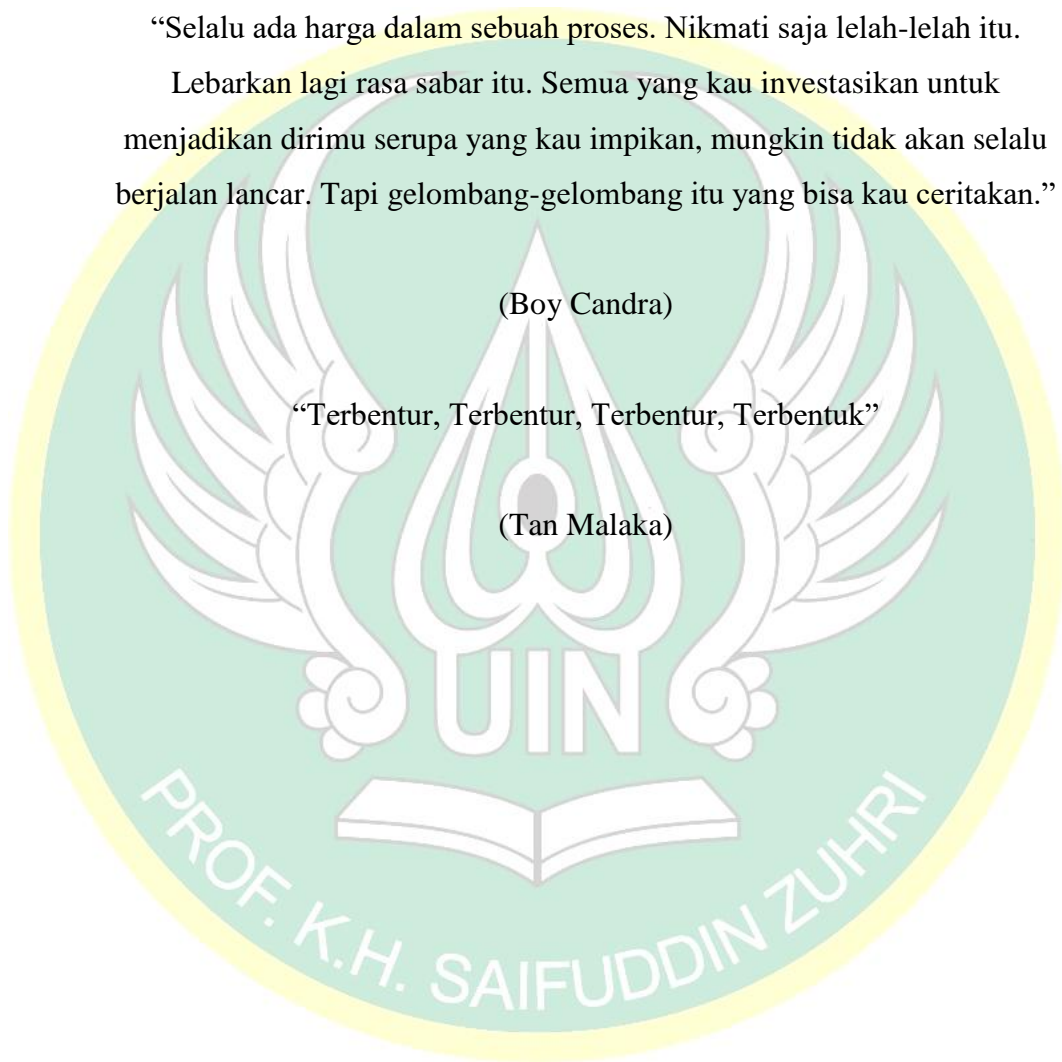 “Selalu ada harga dalam sebuah proses. Nikmati saja lelah-lelah itu.
Lebarkan lagi rasa sabar itu. Semua yang kau investasikan untuk
menjadikan dirimu serupa yang kau impikan, mungkin tidak akan selalu
berjalan lancar. Tapi gelombang-gelombang itu yang bisa kau ceritakan.”
(Boy Candra)
“Terbentur, Terbentur, Terbentur, Terbentuk”
(Tan Malaka)
UIN
PROF. K.H. SAIFUDDIN ZUHRI